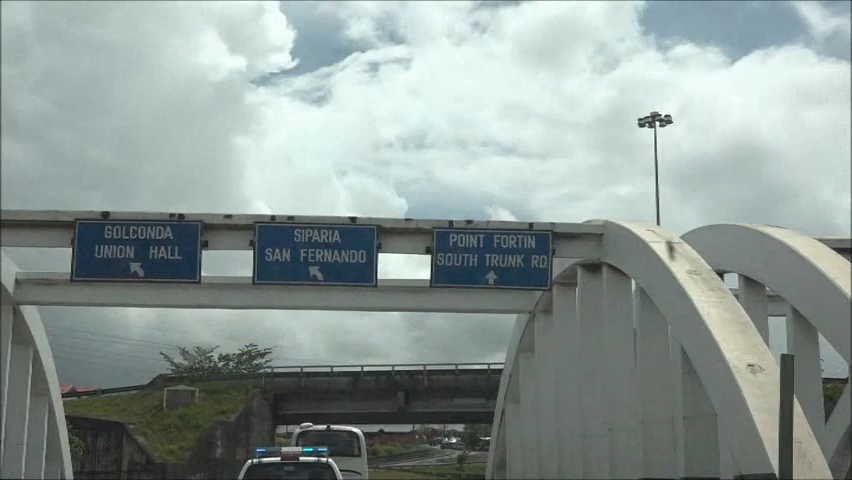 GOLCONDA
UNION HALL
SIPARIA
SAN FERNANDO
POINT FORTIN
SOUTH TRUNK RD.